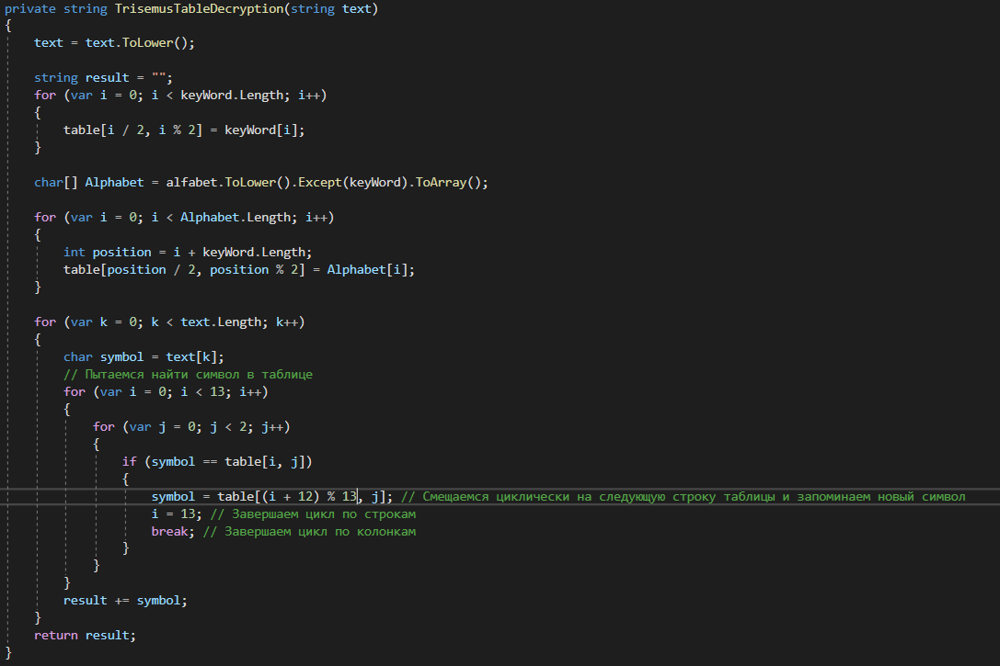 private string TrisemusTableDecryption(string text)
{
    text = text.ToLower();

    string result = "";
    for (var i = 0; i < keyWord.Length; i++)
    {
        table[i / 2, i % 2] = keyWord[i];
    }

    char[] Alphabet = alfabet.ToLower().Except(keyWord).ToArray();

    for (var i = 0; i < Alphabet.Length; i++)
    {
        int position = i + keyWord.Length;
        table[position / 2, position % 2] = Alphabet[i];
    }

    for (var k = 0; k < text.Length; k++)
    {
        char symbol = text[k];
        // Пытаемся найти символ в таблице
        for (var i = 0; i < 13; i++)
        {
            for (var j = 0; j < 2; j++)
            {
                if (symbol == table[i, j])
                {
                    symbol = table[(i + 12) % 13, j]; // Смещаемся циклически на следующую строку таблицы и запоминаем новый символ
                    i = 13; // Завершаем цикл по строкам
                    break; // Завершаем цикл по колонкам
                }
            }
        }
        result += symbol;
    }
    return result;
}